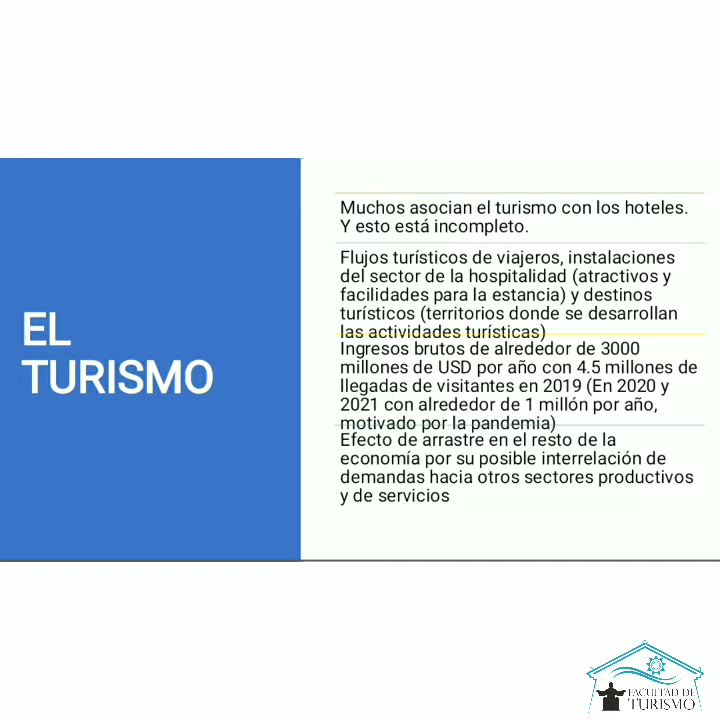 EL
TURISMO
Muchos asocian el turismo con los hoteles.
Y esto está incompleto.
Flujos turísticos de viajeros, instalaciones
del sector de la hospitalidad (atractivos y
facilidades para la estancia) y destinos
turísticos (territorios donde se desarrollan
las actividades turísticas)
Ingresos brutos de alrededor de 3000
millones de USD por año con 4.5 millones de
llegadas de visitantes en 2019 (En 2020 y
2021 con alrededor de 1 millón por año,
motivado por la pandemia)
Efecto de arrastre en el resto de la
economía por su posible interrelación de
demandas hacia otros sectores productivos
y de servicios
FACULTAD DE
TURISMO